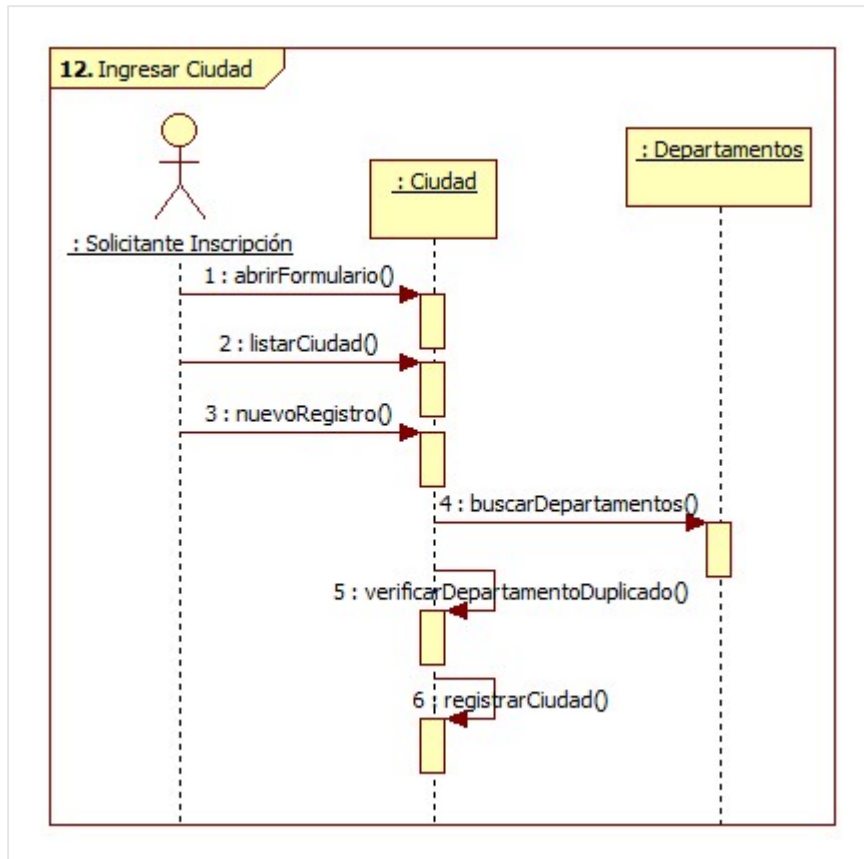 12. Ingresar Ciudad
: Departamentos
: Ciudad
: Solicitante Inscripción
1 : abrirFormulario()
2 : listarCiudad()
3 : nuevoRegistro()
4 : buscarDepartamentos()
5 : verificarDepartamentoDuplicado()
6 : registrarCiudad()